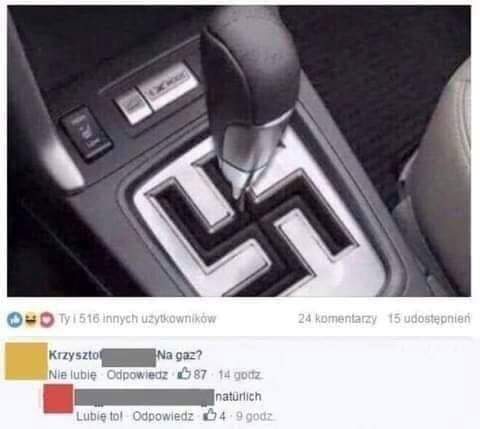 Ty i 516 innych użytkowników 24 komentarzy 15 udostępnień
Krzysztof Na gaz?
Nie lubię · Odpowiedz · 87 · 14 godz.
natürlich
Lubię to! · Odpowiedz · 4 · 9 godz.